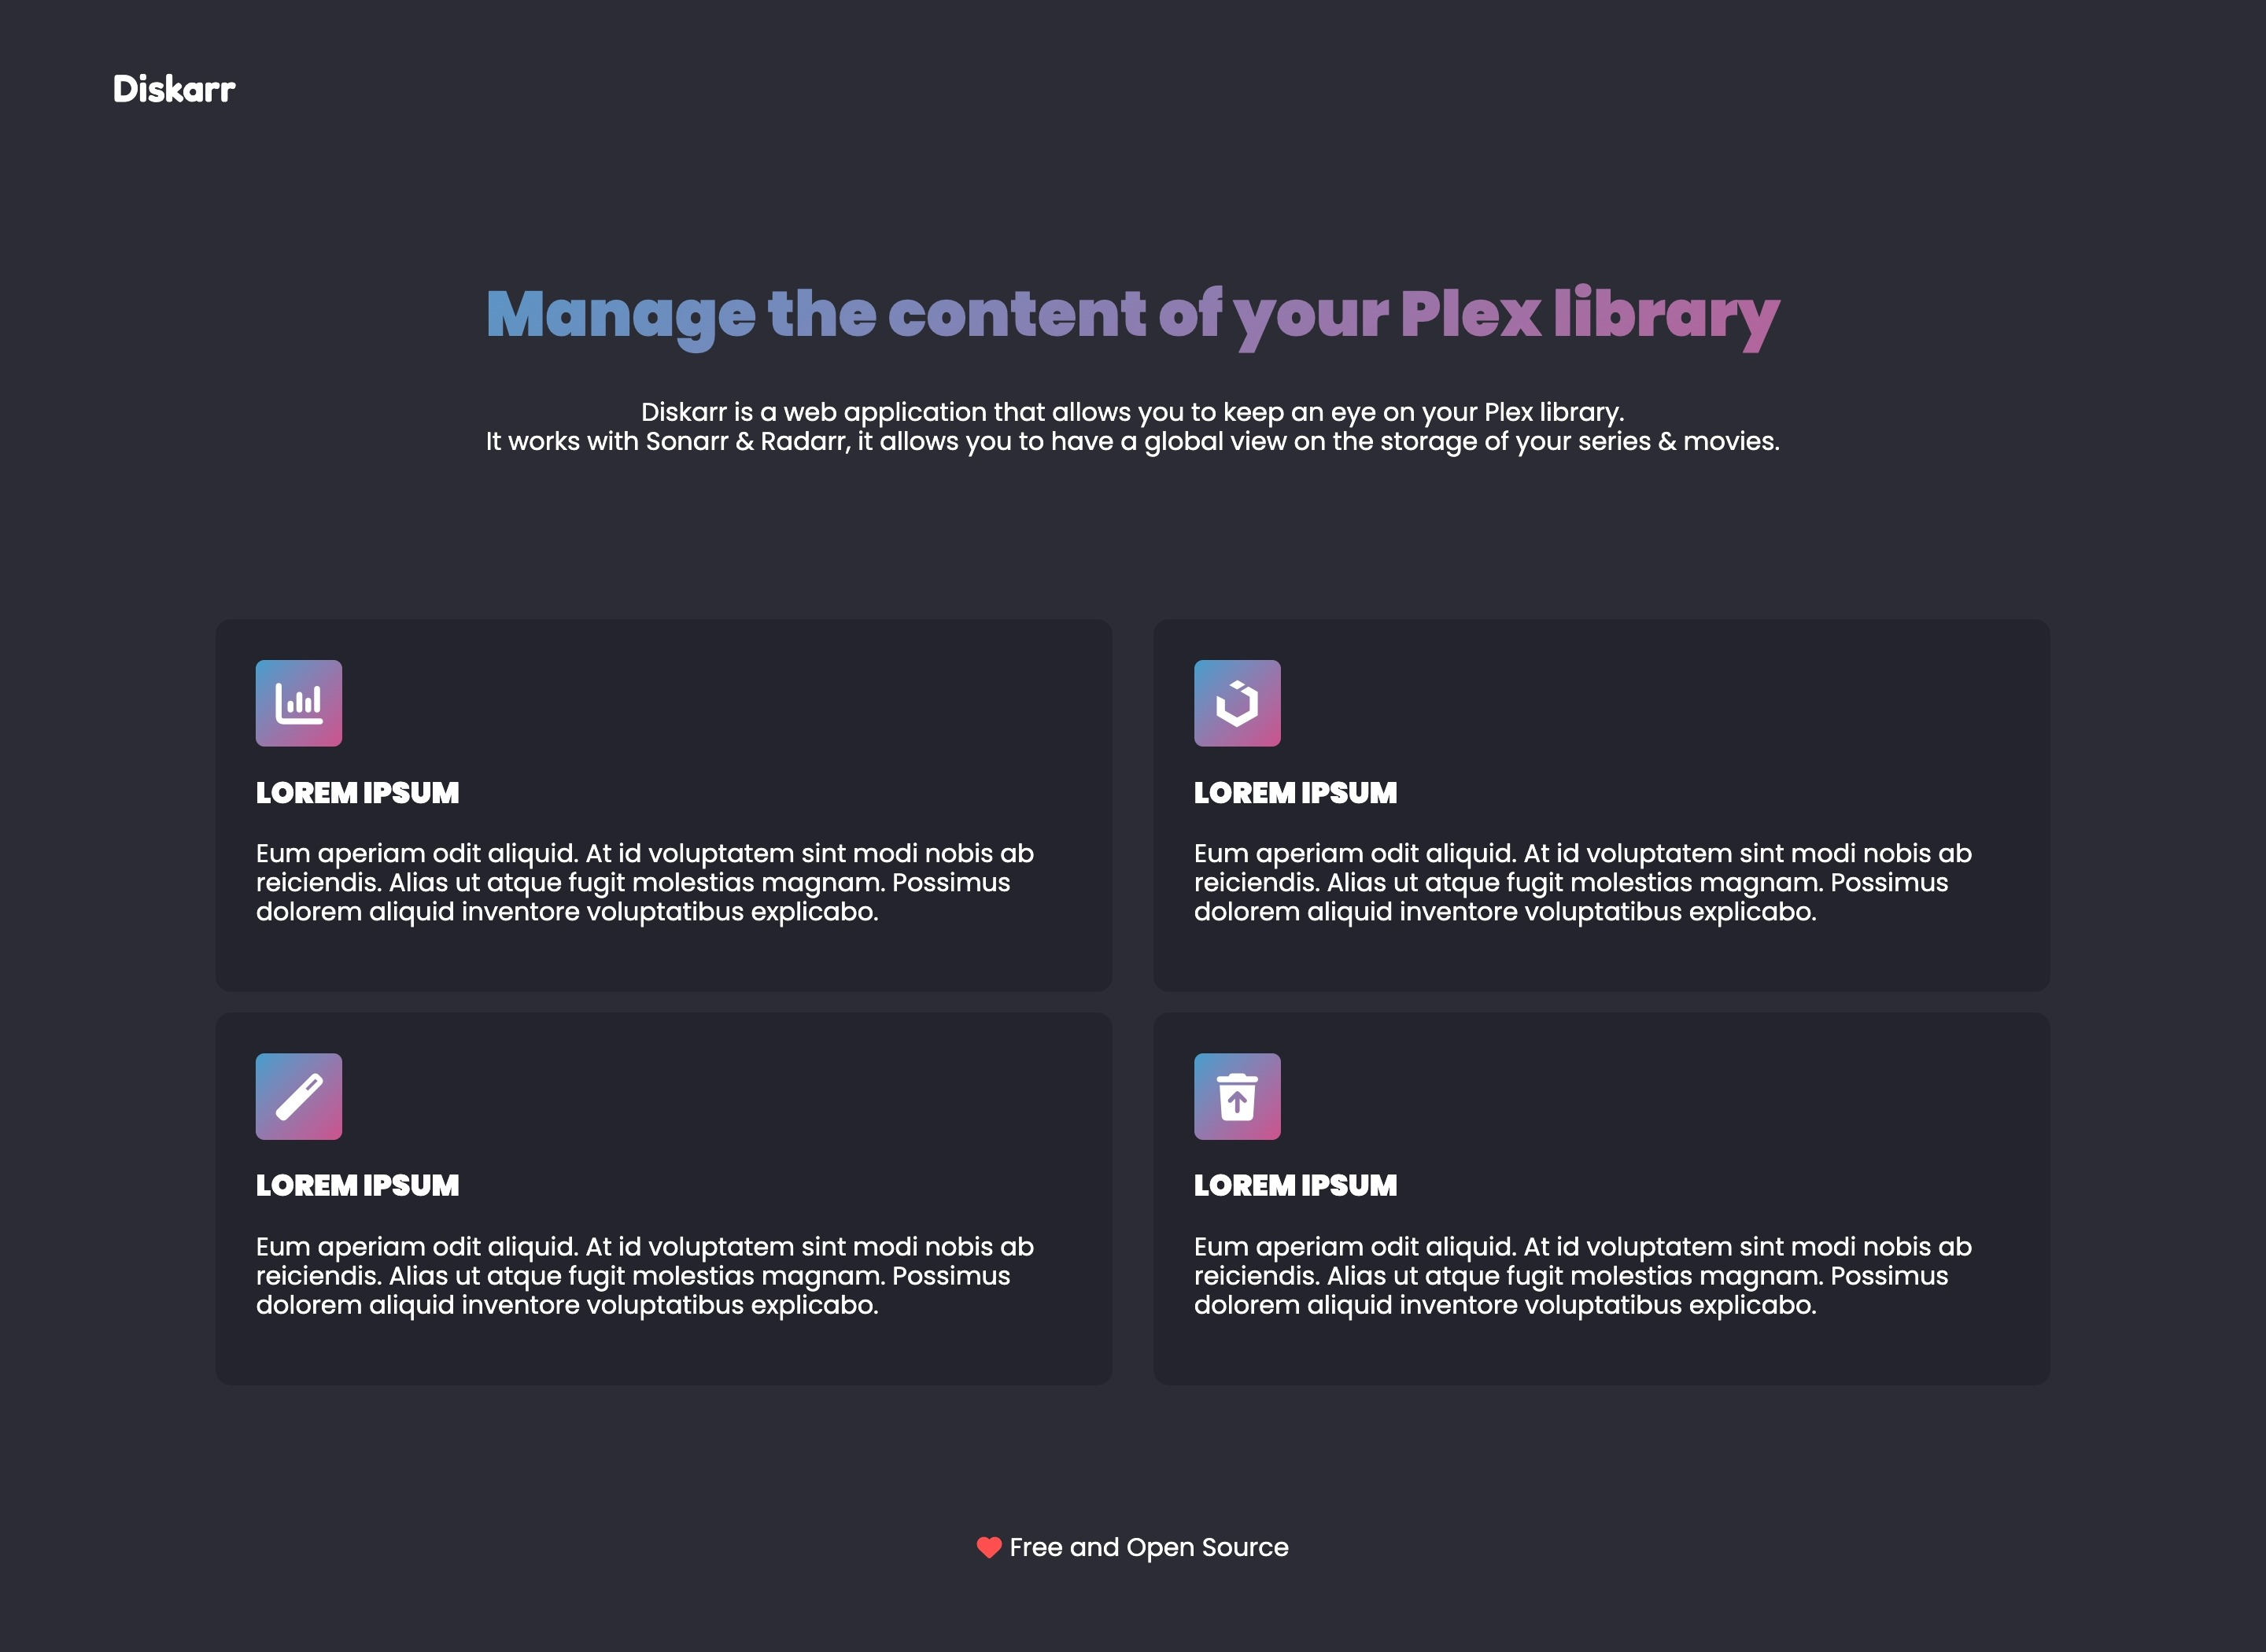 Diskarr
Manage the content of your Plex library
Diskarr is a web application that allows you to keep an eye on your Plex library.
It works with Sonarr & Radarr, it allows you to have a global view on the storage of your series & movies.
LOREM IPSUM
Eum aperiam odit aliquid. At id voluptatem sint modi nobis ab
reiciendis. Alias ut atque fugit molestias magnam. Possimus
dolorem aliquid inventore voluptatibus explicabo.
LOREM IPSUM
Eum aperiam odit aliquid. At id voluptatem sint modi nobis ab
reiciendis. Alias ut atque fugit molestias magnam. Possimus
dolorem aliquid inventore voluptatibus explicabo.
LOREM IPSUM
Eum aperiam odit aliquid. At id voluptatem sint modi nobis ab
reiciendis. Alias ut atque fugit molestias magnam. Possimus
dolorem aliquid inventore voluptatibus explicabo.
LOREM IPSUM
Eum aperiam odit aliquid. At id voluptatem sint modi nobis ab
reiciendis. Alias ut atque fugit molestias magnam. Possimus
dolorem aliquid inventore voluptatibus explicabo.
Free and Open Source